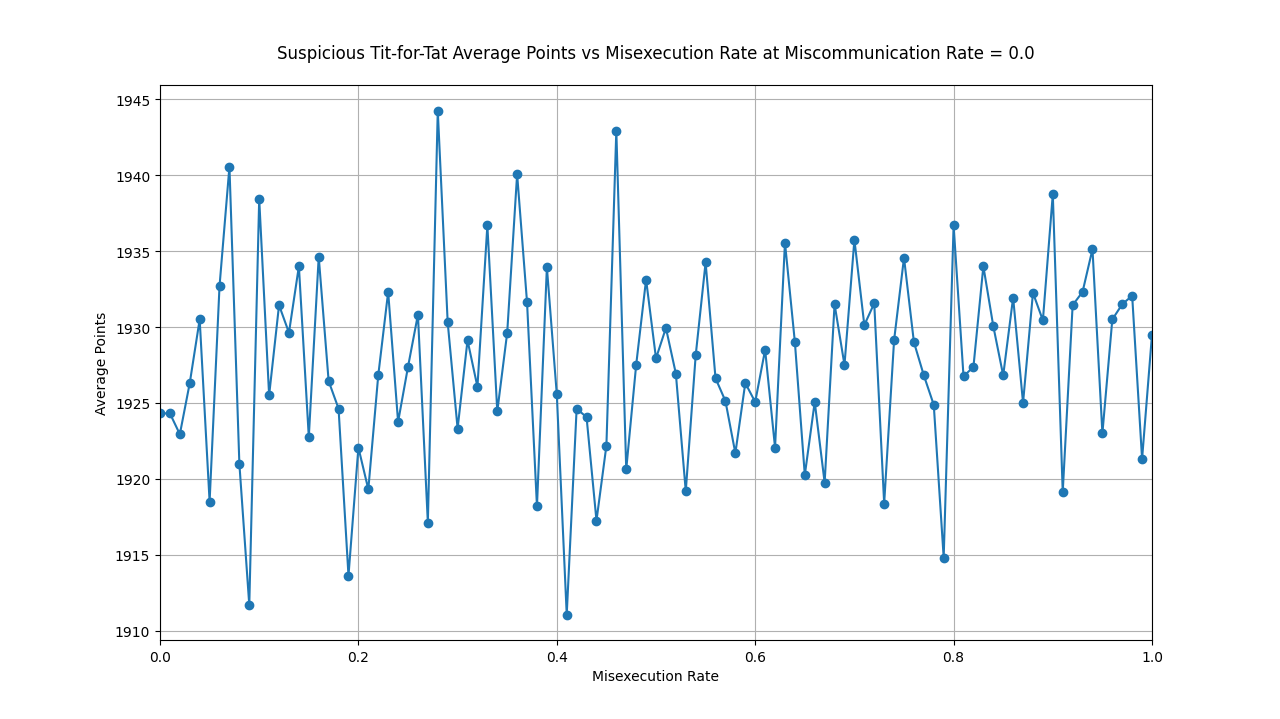 Suspicious Tit-for-Tat Average Points vs Misexecution Rate at Miscommunication Rate = 0.0
1945
1940
1935
1930
1925
1920
1915
1910
Average Points
0.0 0.2 0.4 0.6 0.8 1.0
Misexecution Rate